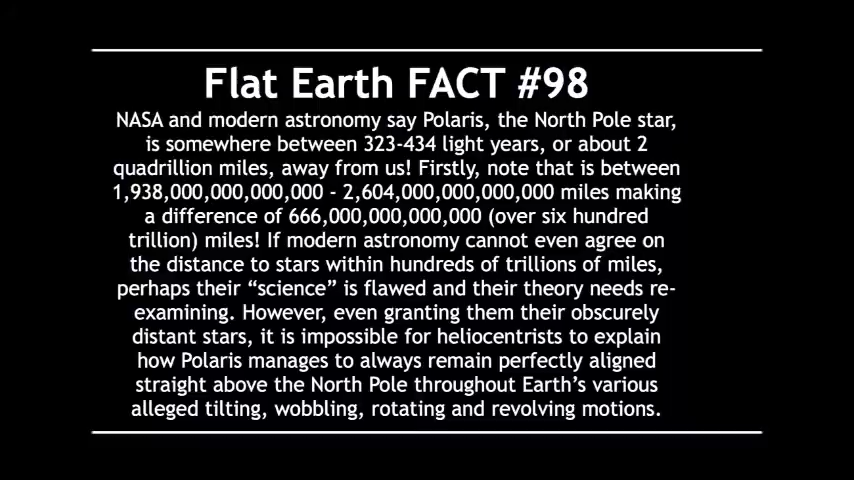 Flat Earth FACT #98
NASA and modern astronomy say Polaris, the North Pole star,
is somewhere between 323-434 light years, or about 2
quadrillion miles, away from us! Firstly, note that is between
1,938,000,000,000,000 - 2,604,000,000,000,000 miles making
a difference of 666,000,000,000,000 (over six hundred
trillion) miles! If modern astronomy cannot even agree on
the distance to stars within hundreds of trillions of miles,
perhaps their “science” is flawed and their theory needs re-
examining. However, even granting them their obscurely
distant stars, it is impossible for heliocentrists to explain
how Polaris manages to always remain perfectly aligned
straight above the North Pole throughout Earth’s various
alleged tilting, wobbling, rotating and revolving motions.